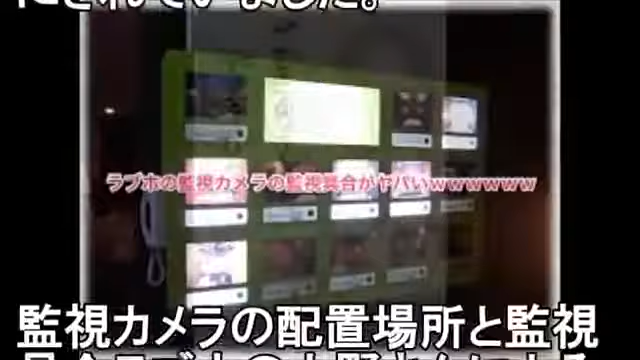 にされていました。
ラブホの監視カメラの監視具合がヤバいwwwwwww
監視カメラの配置場所と監視